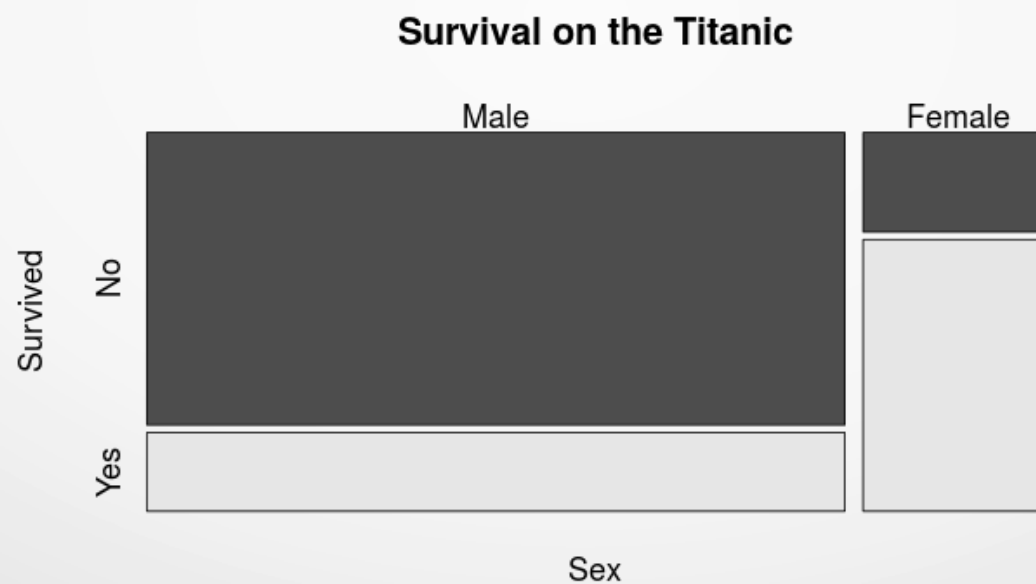 Survival on the Titanic
Male
Female
Survived
No
Yes
Sex